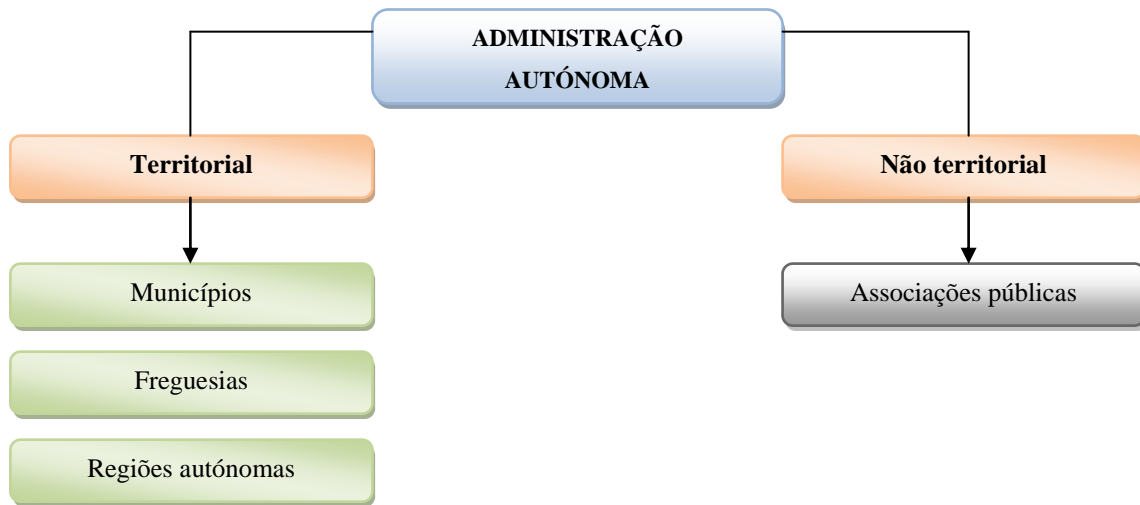 ADMINISTRAÇÃO
AUTÓNOMA
Territorial
Não territorial
Municípios
Associações públicas
Freguesias
Regiões autónomas